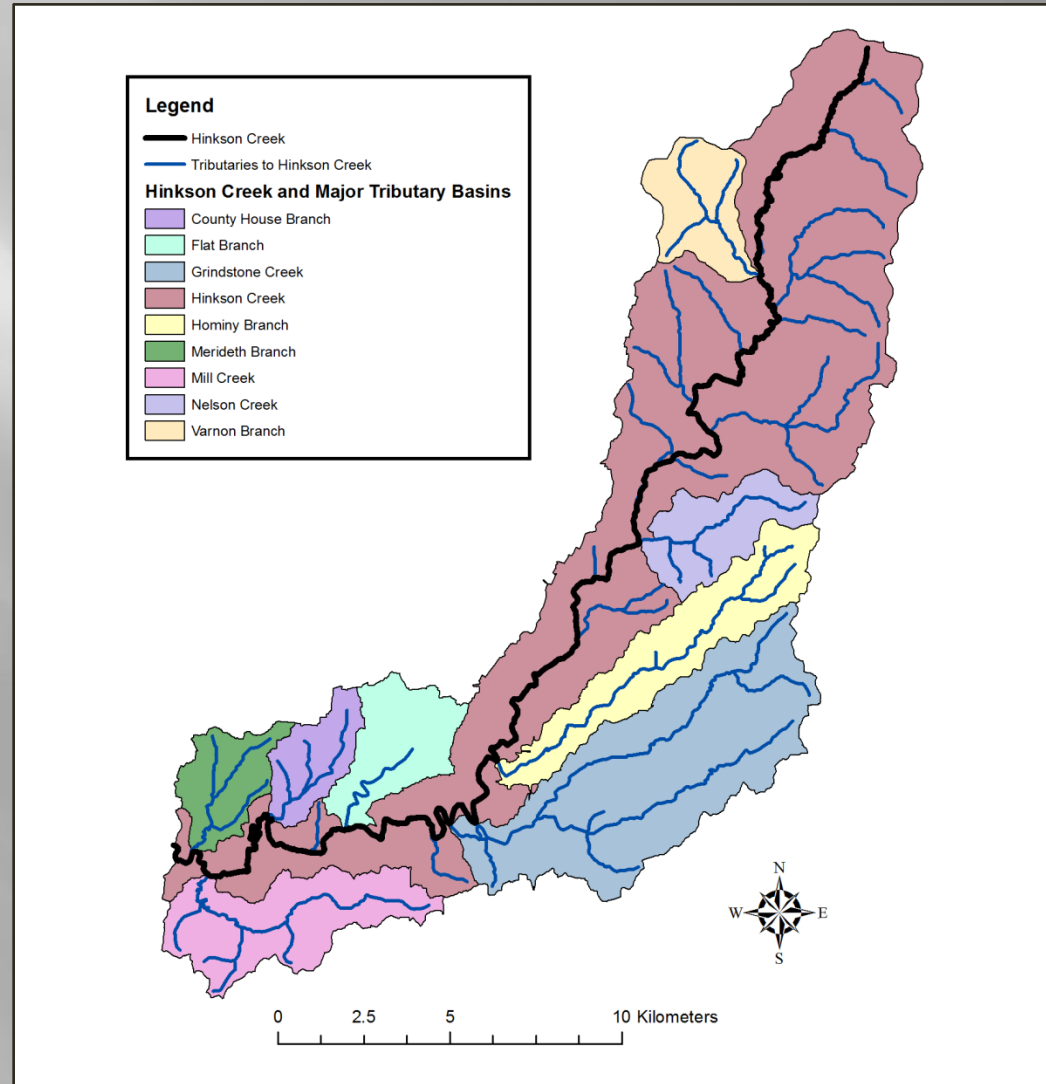 Legend
Hinkson Creek
Tributaries to Hinkson Creek
Hinkson Creek and Major Tributary Basins
County House Branch
Flat Branch
Grindstone Creek
Hinkson Creek
Hominy Branch
Merideth Branch
Mill Creek
Nelson Creek
Varnon Branch
N
W E
S
0 2.5 5 10 Kilometers